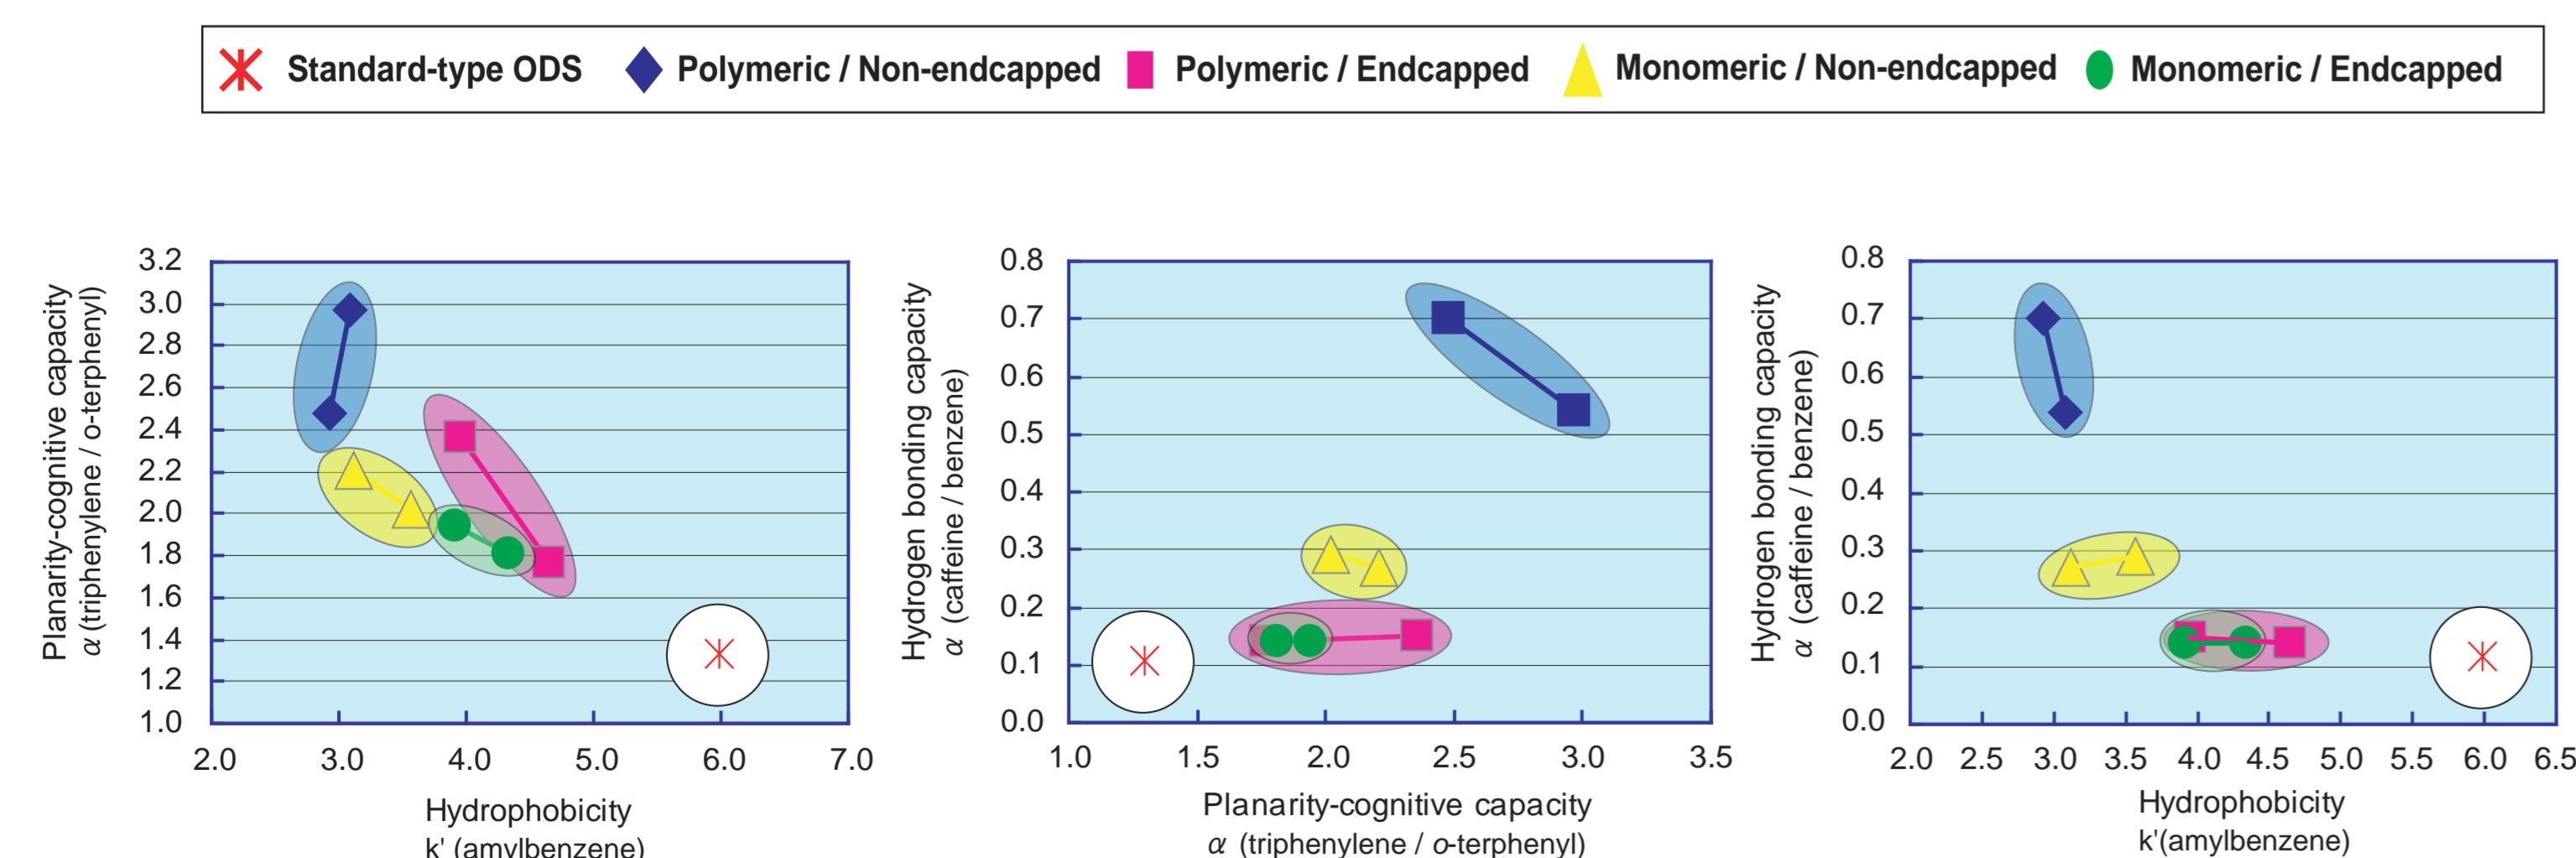 Standard-type ODS Polymeric / Non-endcapped Polymeric / Endcapped Monomeric / Non-endcapped Monomeric / Endcapped
Planarity-cognitive capacity
α (triphenylene / o-terphenyl)
3.2
3.0
2.8
2.6
2.4
2.2
2.0
1.8
1.6
1.4
1.2
1.0
2.0 3.0 4.0 5.0 6.0 7.0
Hydrophobicity
k' (amylbenzene)
Hydrogen bonding capacity
α (caffeine / benzene)
0.8
0.7
0.6
0.5
0.4
0.3
0.2
0.1
0.0
1.0 1.5 2.0 2.5 3.0 3.5
Planarity-cognitive capacity
α (triphenylene / o-terphenyl)
Hydrogen bonding capacity
α (caffeine / benzene)
0.8
0.7
0.6
0.5
0.4
0.3
0.2
0.1
0.0
2.0 2.5 3.0 3.5 4.0 4.5 5.0 5.5 6.0 6.5
Hydrophobicity
k'(amylbenzene)